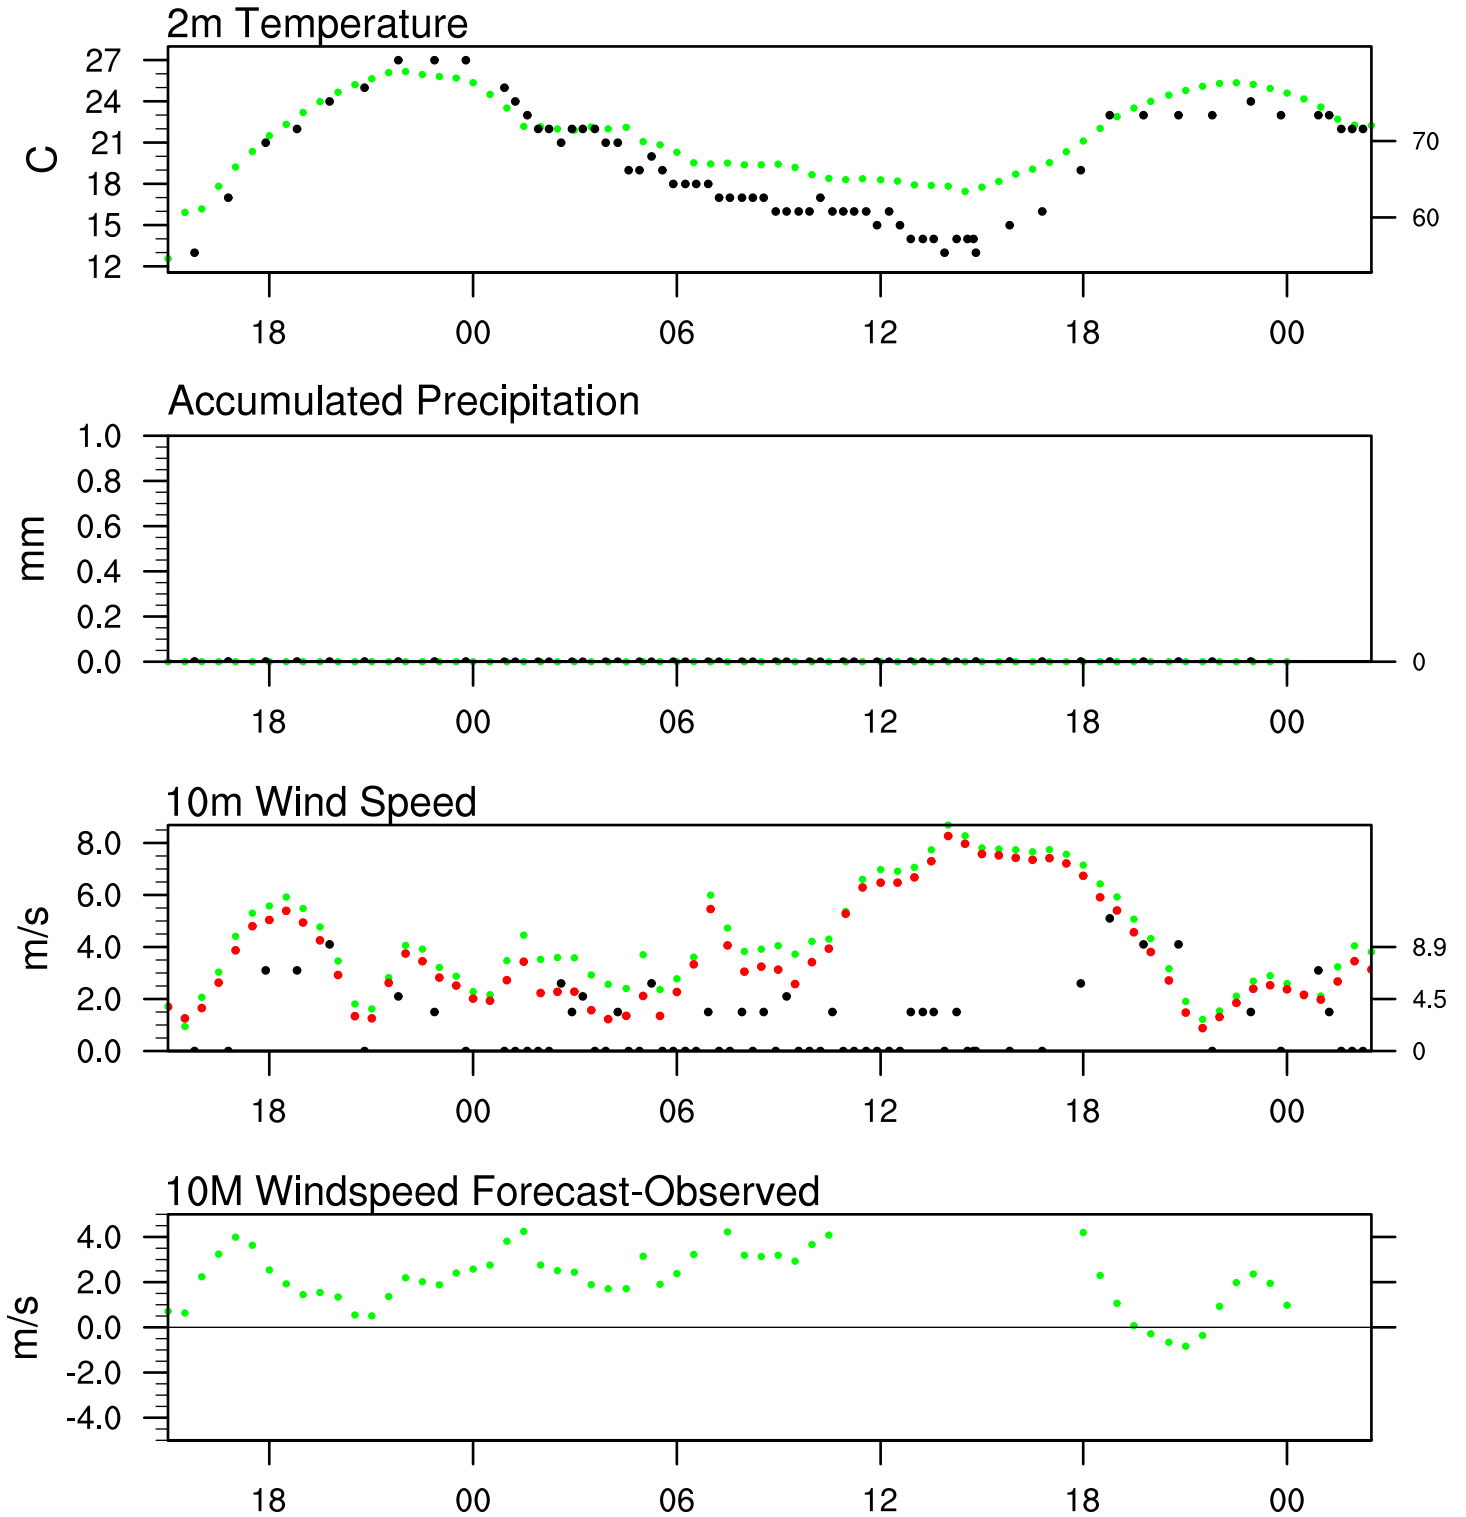 2m Temperature
27
24
21
18
15
12
C
70
60
18 00 06 12 18 00
Accumulated Precipitation
1.0
0.8
0.6
0.4
0.2
0.0
mm
0
18 00 06 12 18 00
10m Wind Speed
8.0
6.0
4.0
2.0
0.0
m/s
8.9
4.5
0
18 00 06 12 18 00
10M Windspeed Forecast-Observed
4.0
2.0
0.0
-2.0
-4.0
m/s
18 00 06 12 18 00